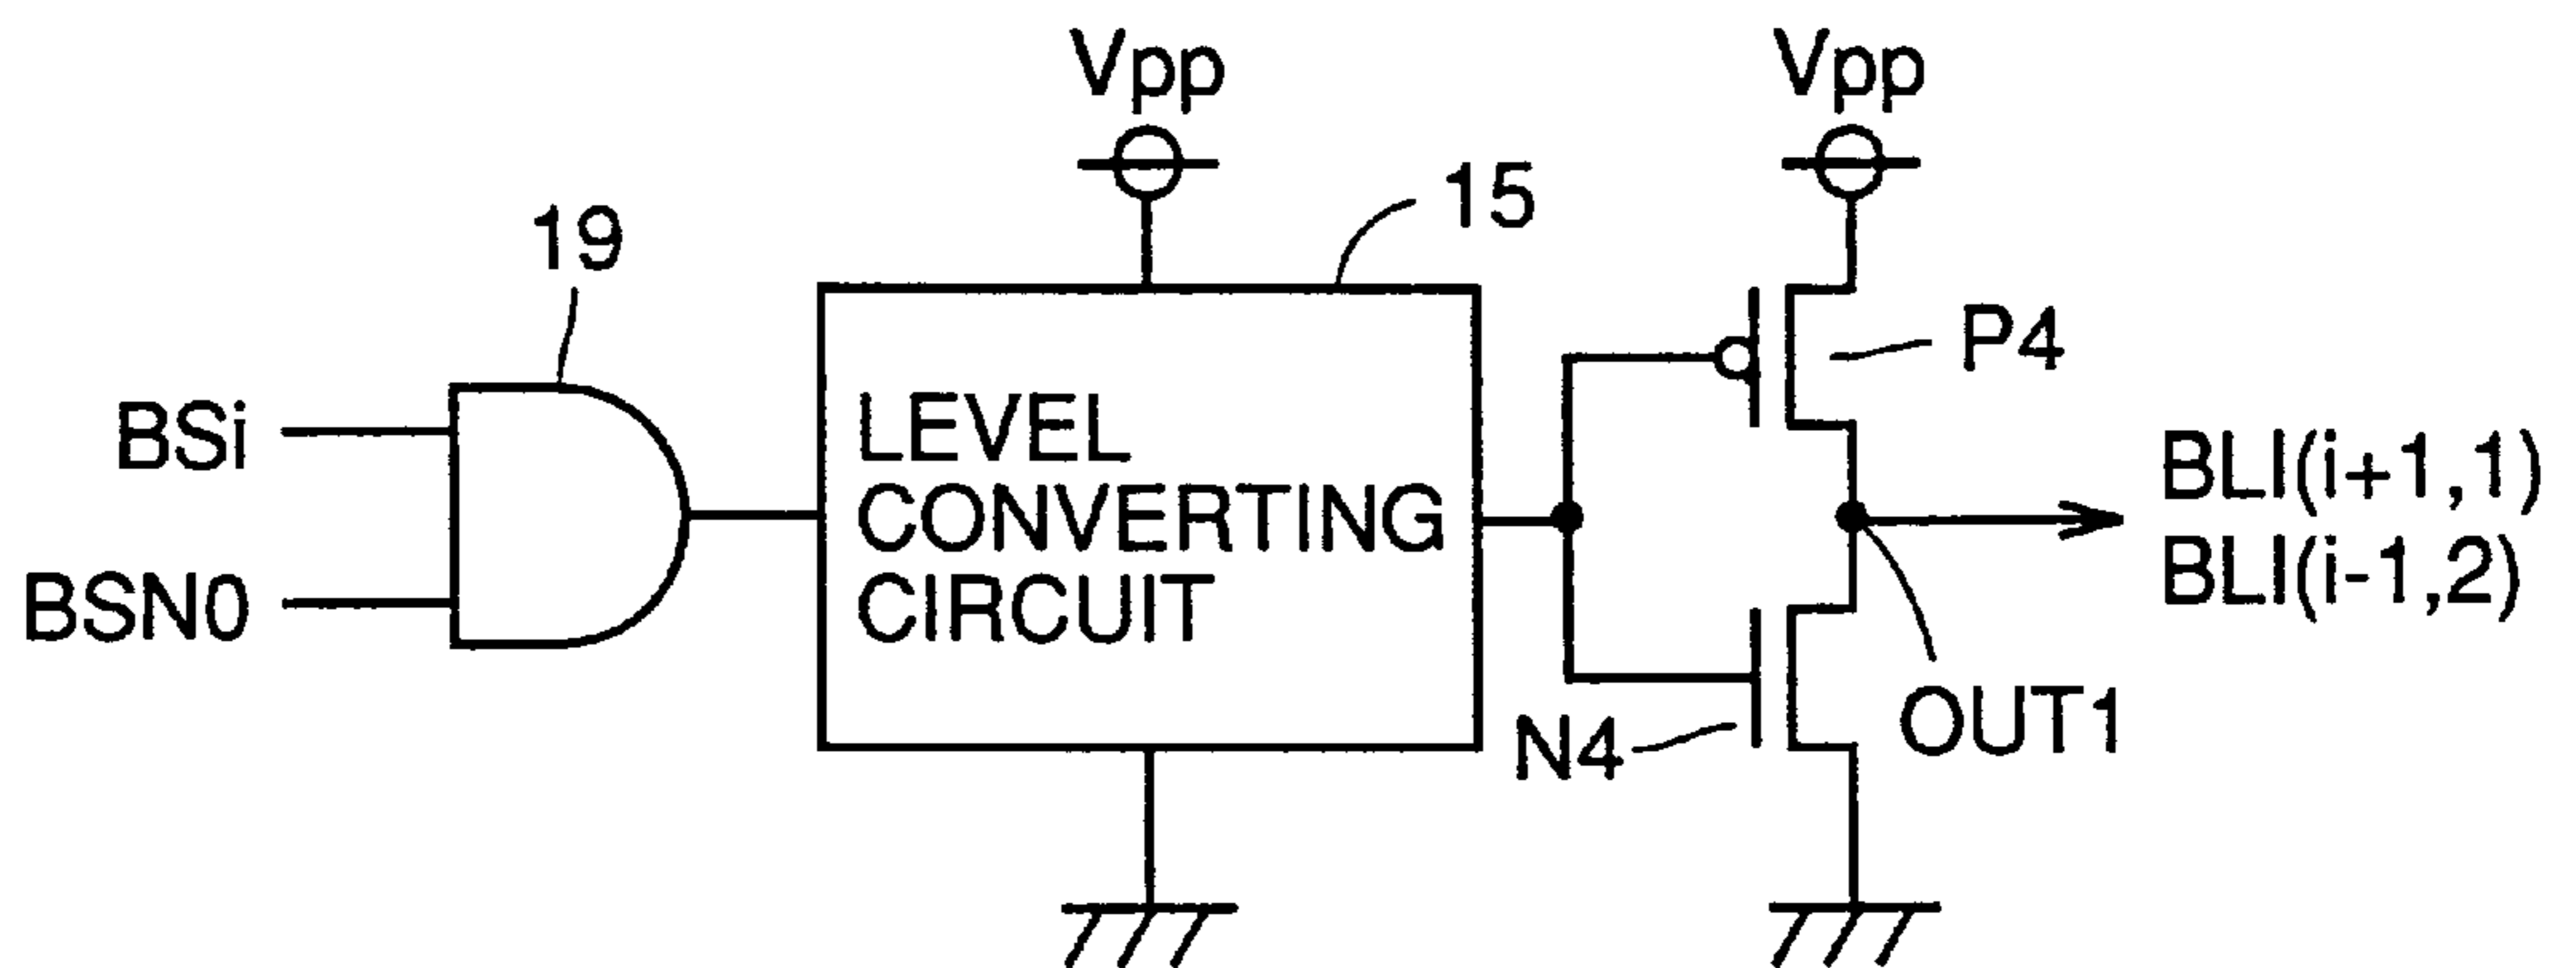 Vpp
Vpp
15
19
P4
BSi
LEVEL
CONVERTING
CIRCUIT
BLI(i+1,1)
BLI(i-1,2)
BSN0
N4
OUT1